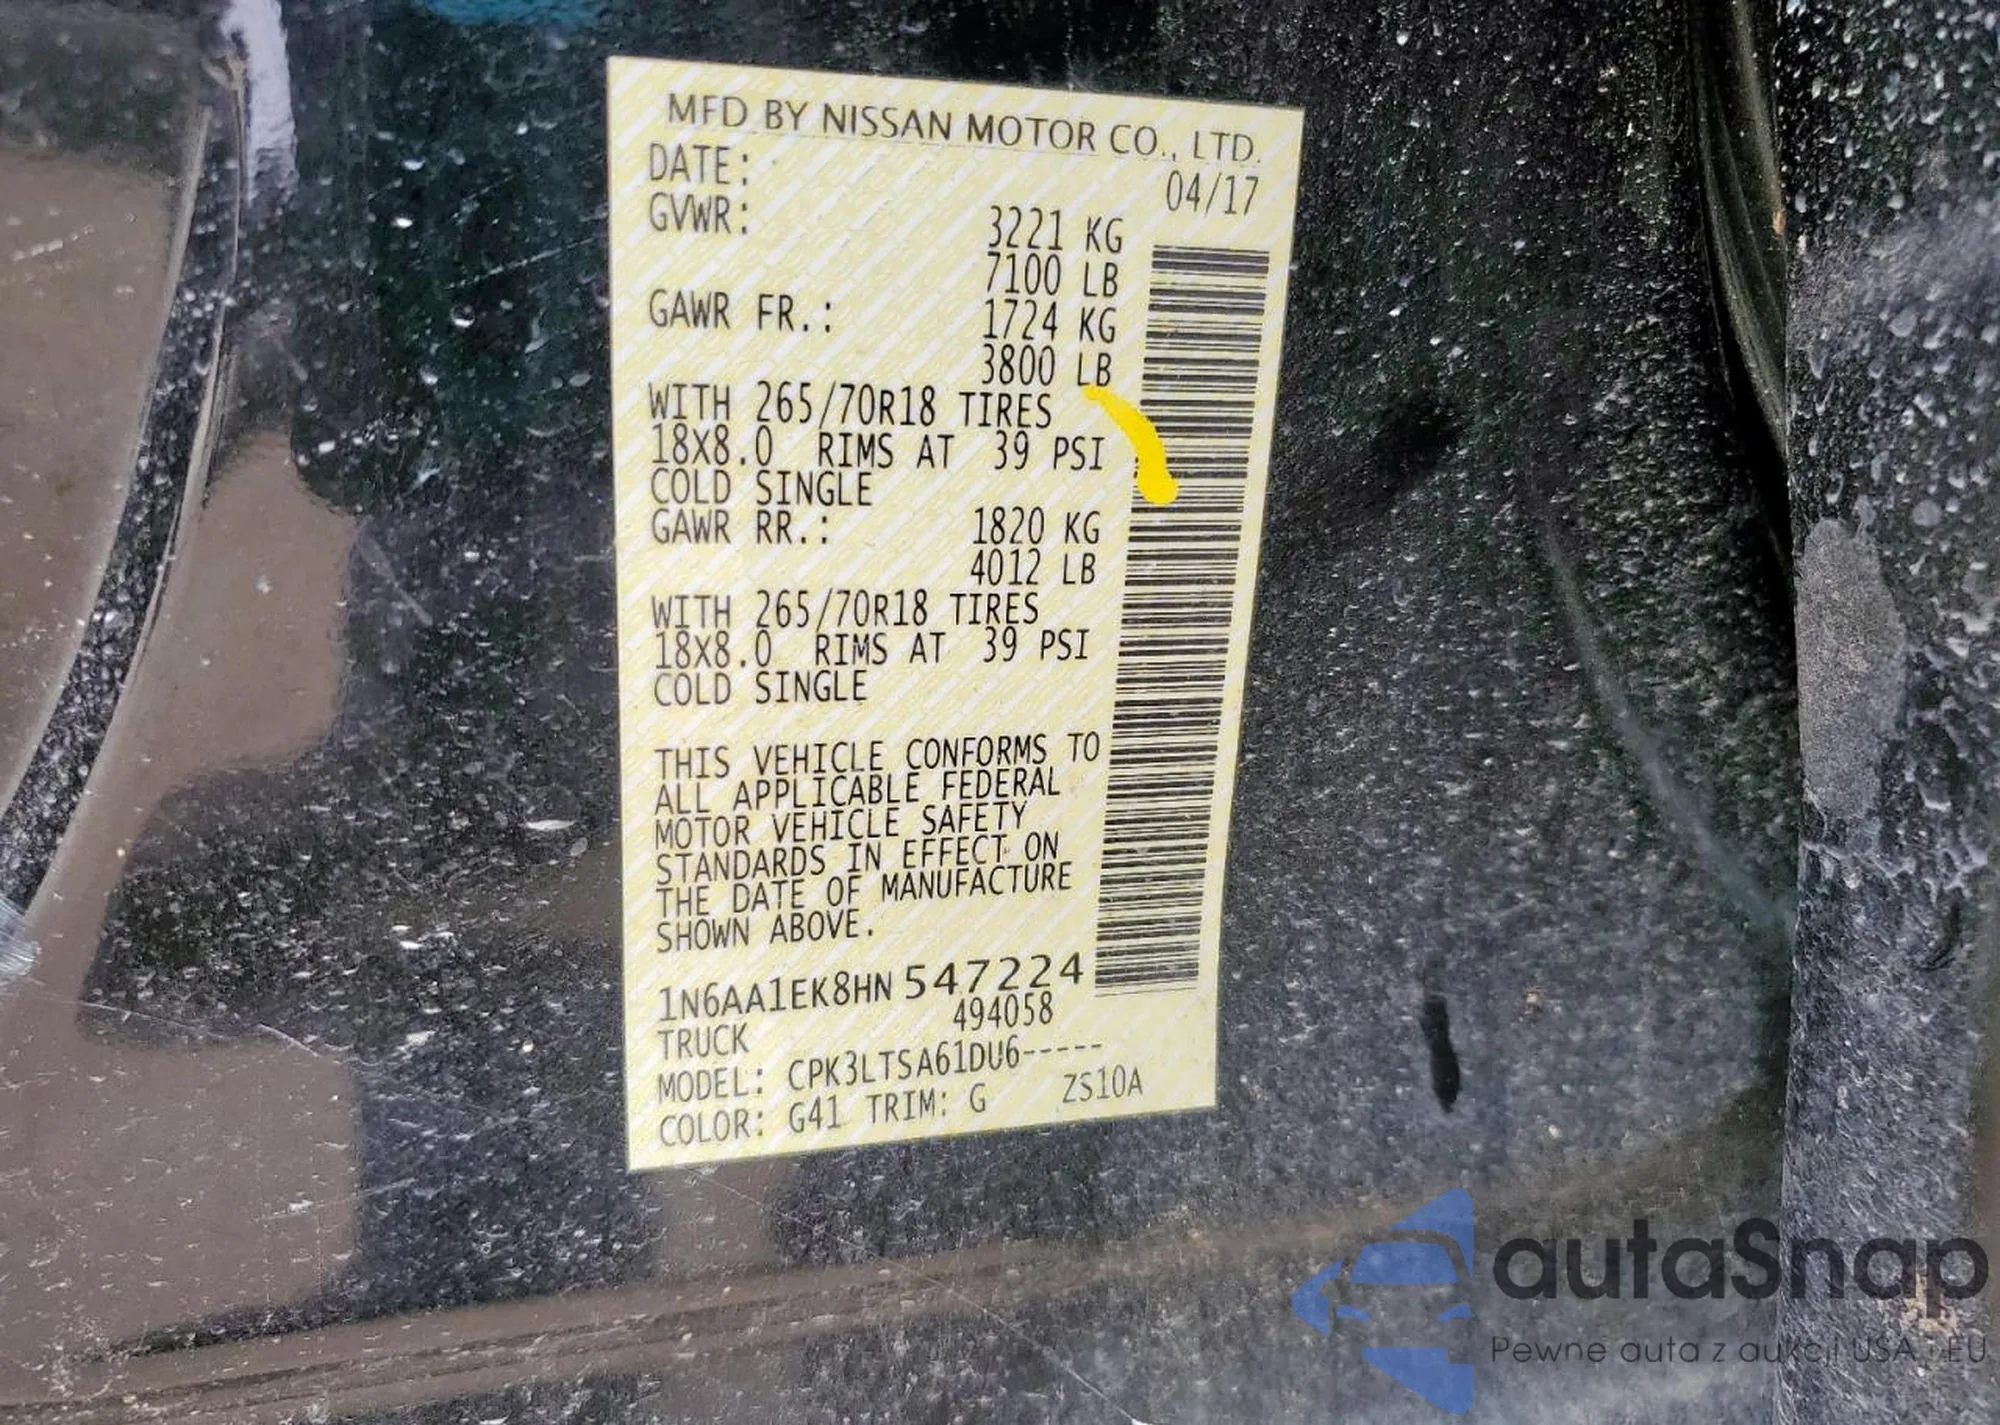 MFD BY NISSAN MOTOR CO., LTD.
DATE: 04/17
GVWR: 3221 KG
7100 LB
GAWR FR.: 1724 KG
3800 LB
WITH 265/70R18 TIRES
18X8.0 RIMS AT 39 PSI
COLD SINGLE
GAWR RR.: 1820 KG
4012 LB
WITH 265/70R18 TIRES
18X8.0 RIMS AT 39 PSI
COLD SINGLE
THIS VEHICLE CONFORMS TO
ALL APPLICABLE FEDERAL
MOTOR VEHICLE SAFETY
STANDARDS IN EFFECT ON
THE DATE OF MANUFACTURE
SHOWN ABOVE.
1N6AA1EK8HN547224
TRUCK 494058
MODEL: CPK3LTSA61DU6-----
COLOR: G41 TRIM: G ZS10A
autaSnap
Pewne auta z aukcji USA i EU